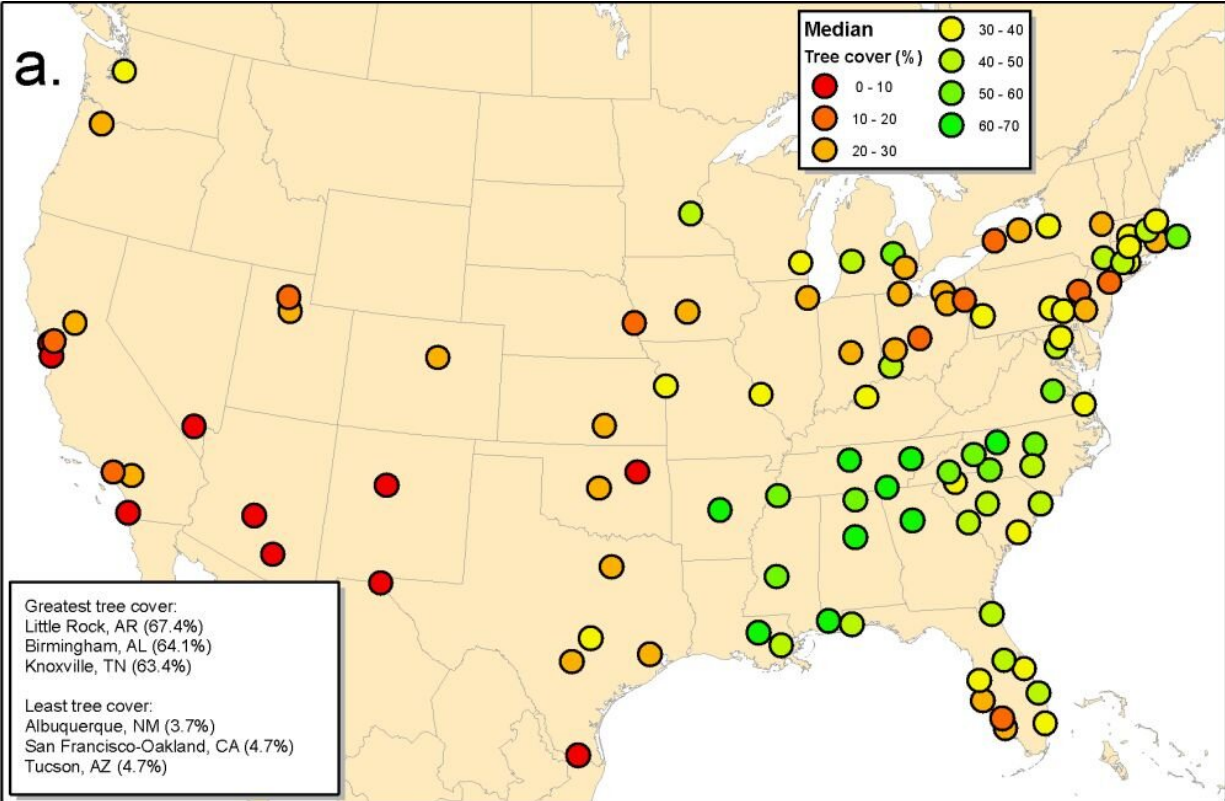 a.
Median
Tree cover (%)
0 - 10
10 - 20
20 - 30
30 - 40
40 - 50
50 - 60
60 -70
Greatest tree cover:
Little Rock, AR (67.4%)
Birmingham, AL (64.1%)
Knoxville, TN (63.4%)
Least tree cover:
Albuquerque, NM (3.7%)
San Francisco-Oakland, CA (4.7%)
Tucson, AZ (4.7%)